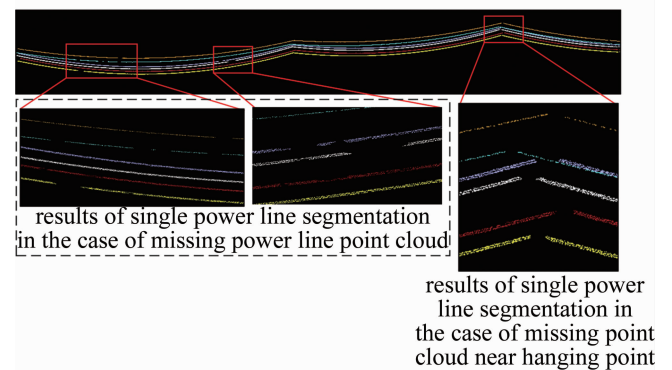 results of single power line segmentation
in the case of missing power line point cloud
results of single power
line segmentation in
the case of missing point
cloud near hanging point